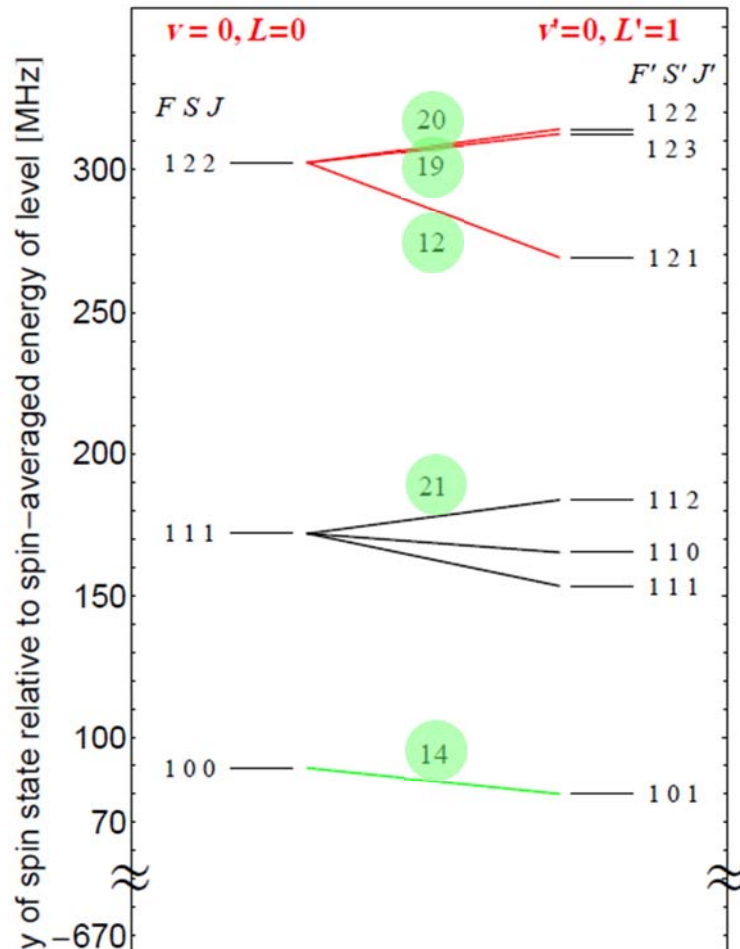 v = 0, L=0
v'=0, L'=1
F S J
F' S' J'
1 2 2
1 2 2
1 2 3
1 2 1
1 1 1
1 1 2
1 1 0
1 1 1
1 0 0
1 0 1
20
19
12
21
14
300
250
200
150
100
70
−670
y of spin state relative to spin−averaged energy of level [MHz]